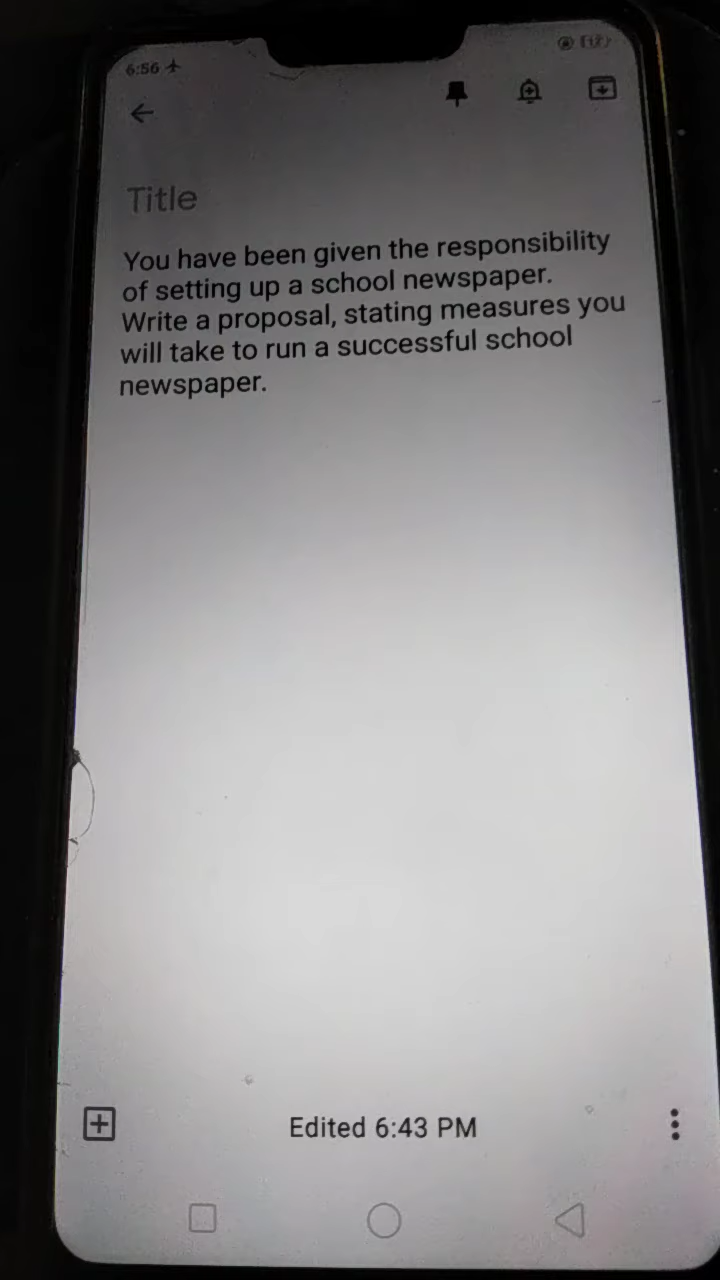 6:56
Title
You have been given the responsibility
of setting up a school newspaper.
Write a proposal, stating measures you
will take to run a successful school
newspaper.
Edited 6:43 PM